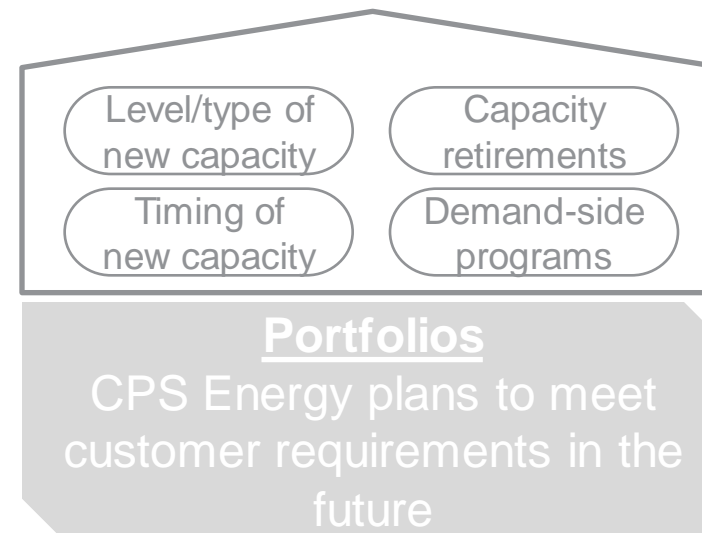 Level/type of
new capacity
Capacity
retirements
Timing of
new capacity
Demand-side
programs
Portfolios
CPS Energy plans to meet
customer requirements in the
future